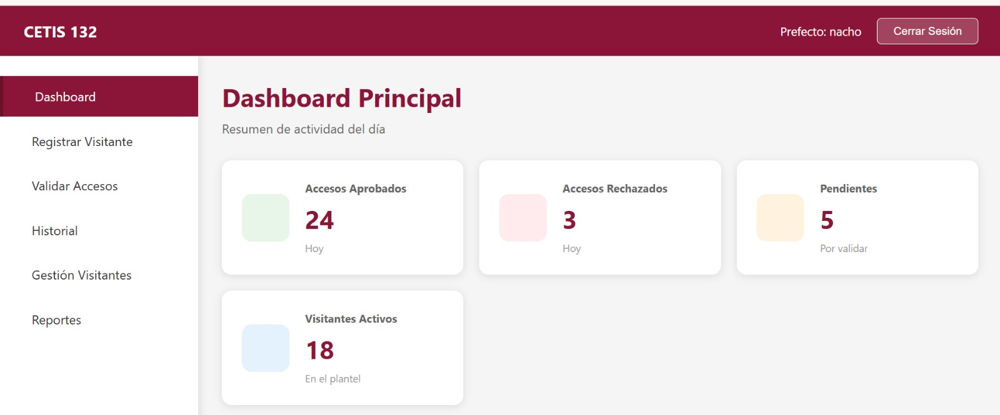 CETIS 132
Prefecto: nacho
Cerrar Sesión
Dashboard
Registrar Visitante
Validar Accesos
Historial
Gestión Visitantes
Reportes
Dashboard Principal
Resumen de actividad del día
Accesos Aprobados
24
Hoy
Accesos Rechazados
3
Hoy
Pendientes
5
Por validar
Visitantes Activos
18
En el plantel